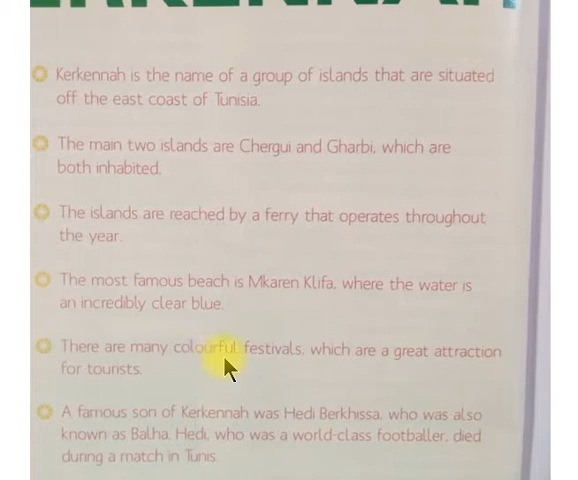 KERKENNAH
Kerkennah is the name of a group of islands that are situated
off the east coast of Tunisia.
The main two islands are Chergui and Gharbi, which are
both inhabited.
The islands are reached by a ferry that operates throughout
the year.
The most famous beach is Mkaren Klifa, where the water is
an incredibly clear blue.
There are many colourful festivals, which are a great attraction
for tourists.
A famous son of Kerkennah was Hedi Berkhissa, who was also
known as Balha. Hedi, who was a world-class footballer, died
during a match in Tunis.